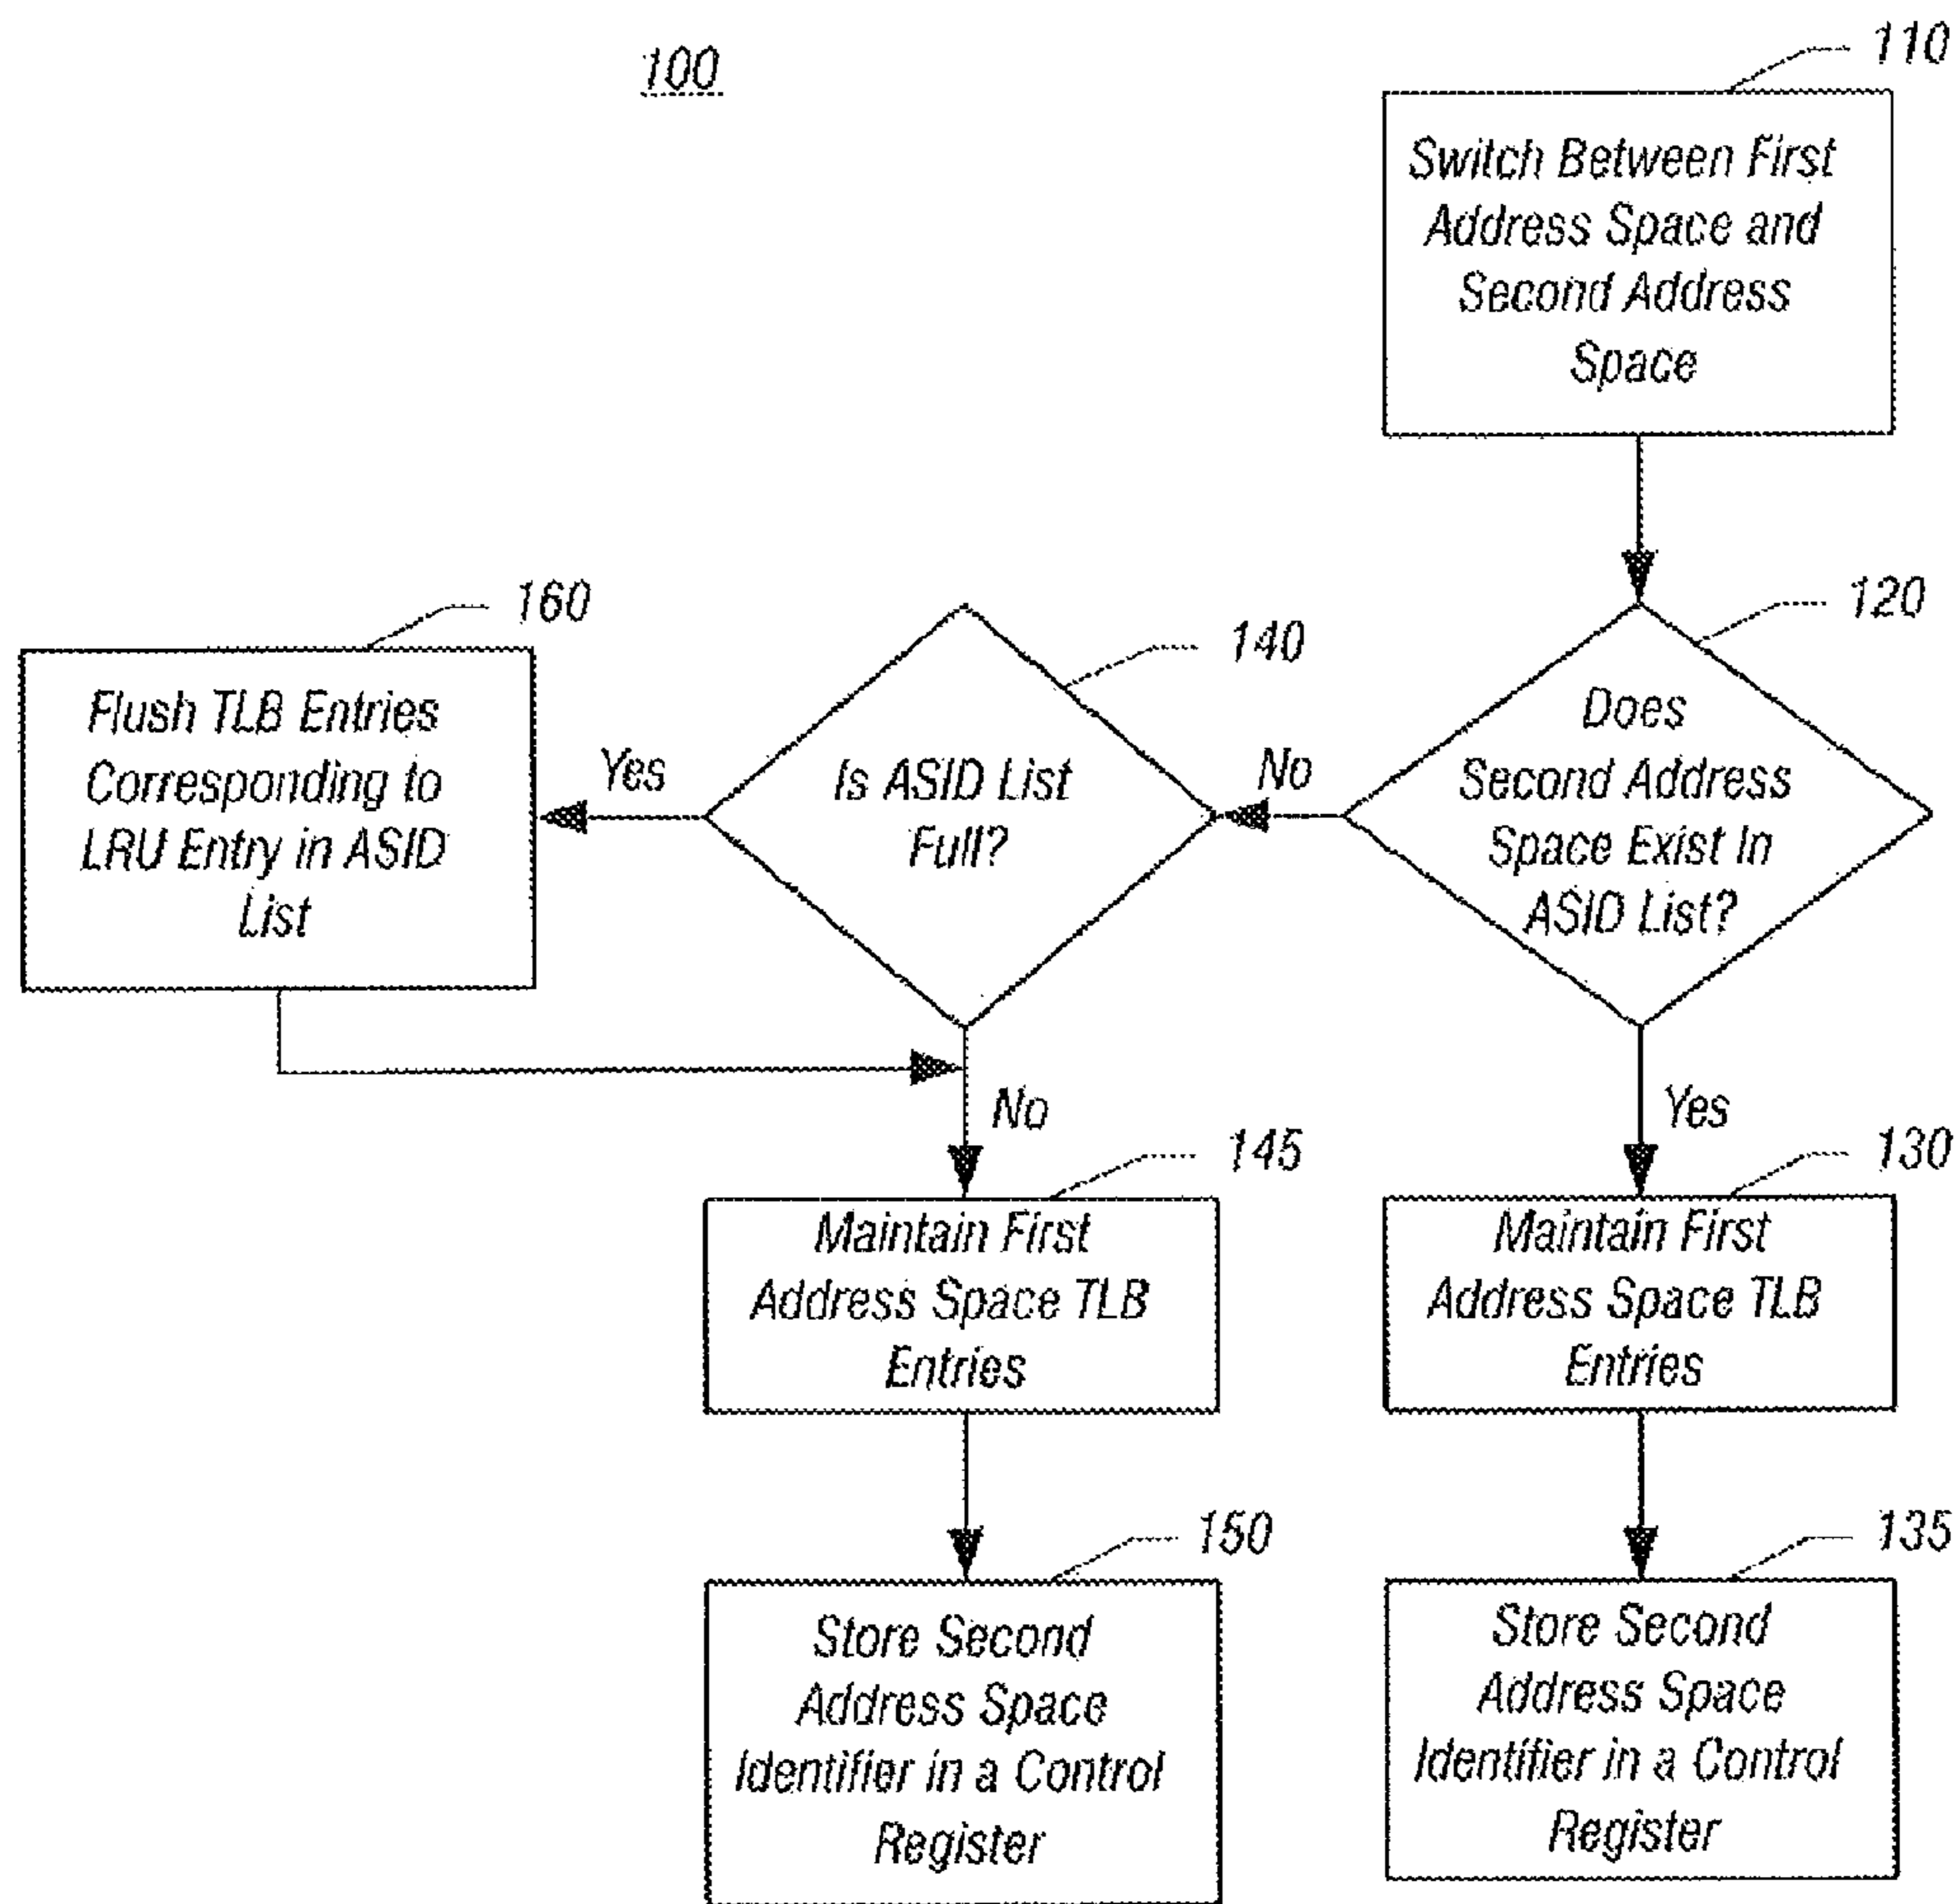 100
110
Switch Between First
Address Space and
Second Address
Space
120
Does
Second Address
Space Exist In
ASID List?
No
140
Is ASID List
Full?
Yes
160
Flush TLB Entries
Corresponding to
LRU Entry in ASID
List
No
Yes
145
Maintain First
Address Space TLB
Entries
130
Maintain First
Address Space TLB
Entries
150
Store Second
Address Space
Identifier in a Control
Register
135
Store Second
Address Space
Identifier in a Control
Register